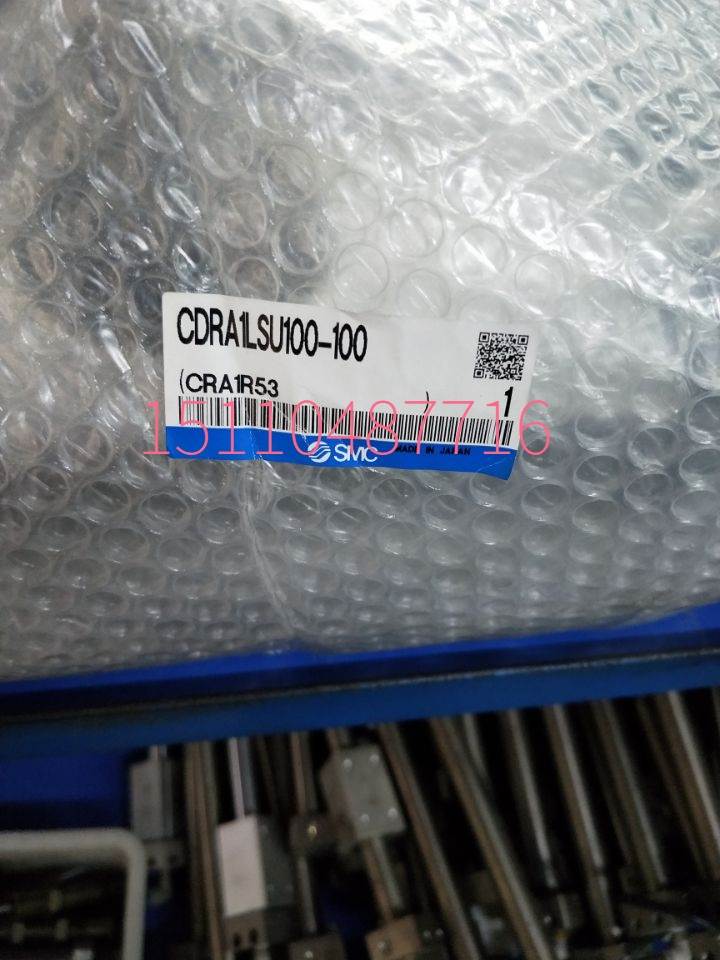 CDRA1LSU100-100
(CRA1R53 )
1
15110487716
SMC MADE IN JAPAN